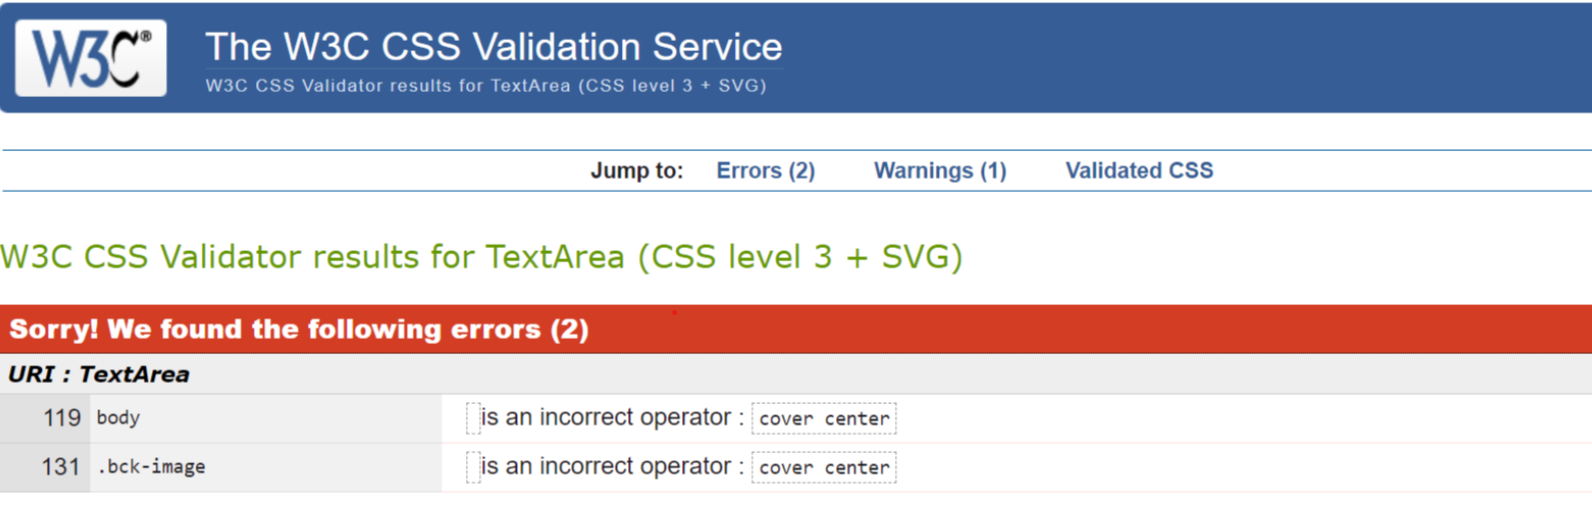 W3C®
The W3C CSS Validation Service
W3C CSS Validator results for TextArea (CSS level 3 + SVG)
Jump to: Errors (2) Warnings (1) Validated CSS
W3C CSS Validator results for TextArea (CSS level 3 + SVG)
Sorry! We found the following errors (2)
URI : TextArea
119 body is an incorrect operator : cover center
131 .bck-image is an incorrect operator : cover center